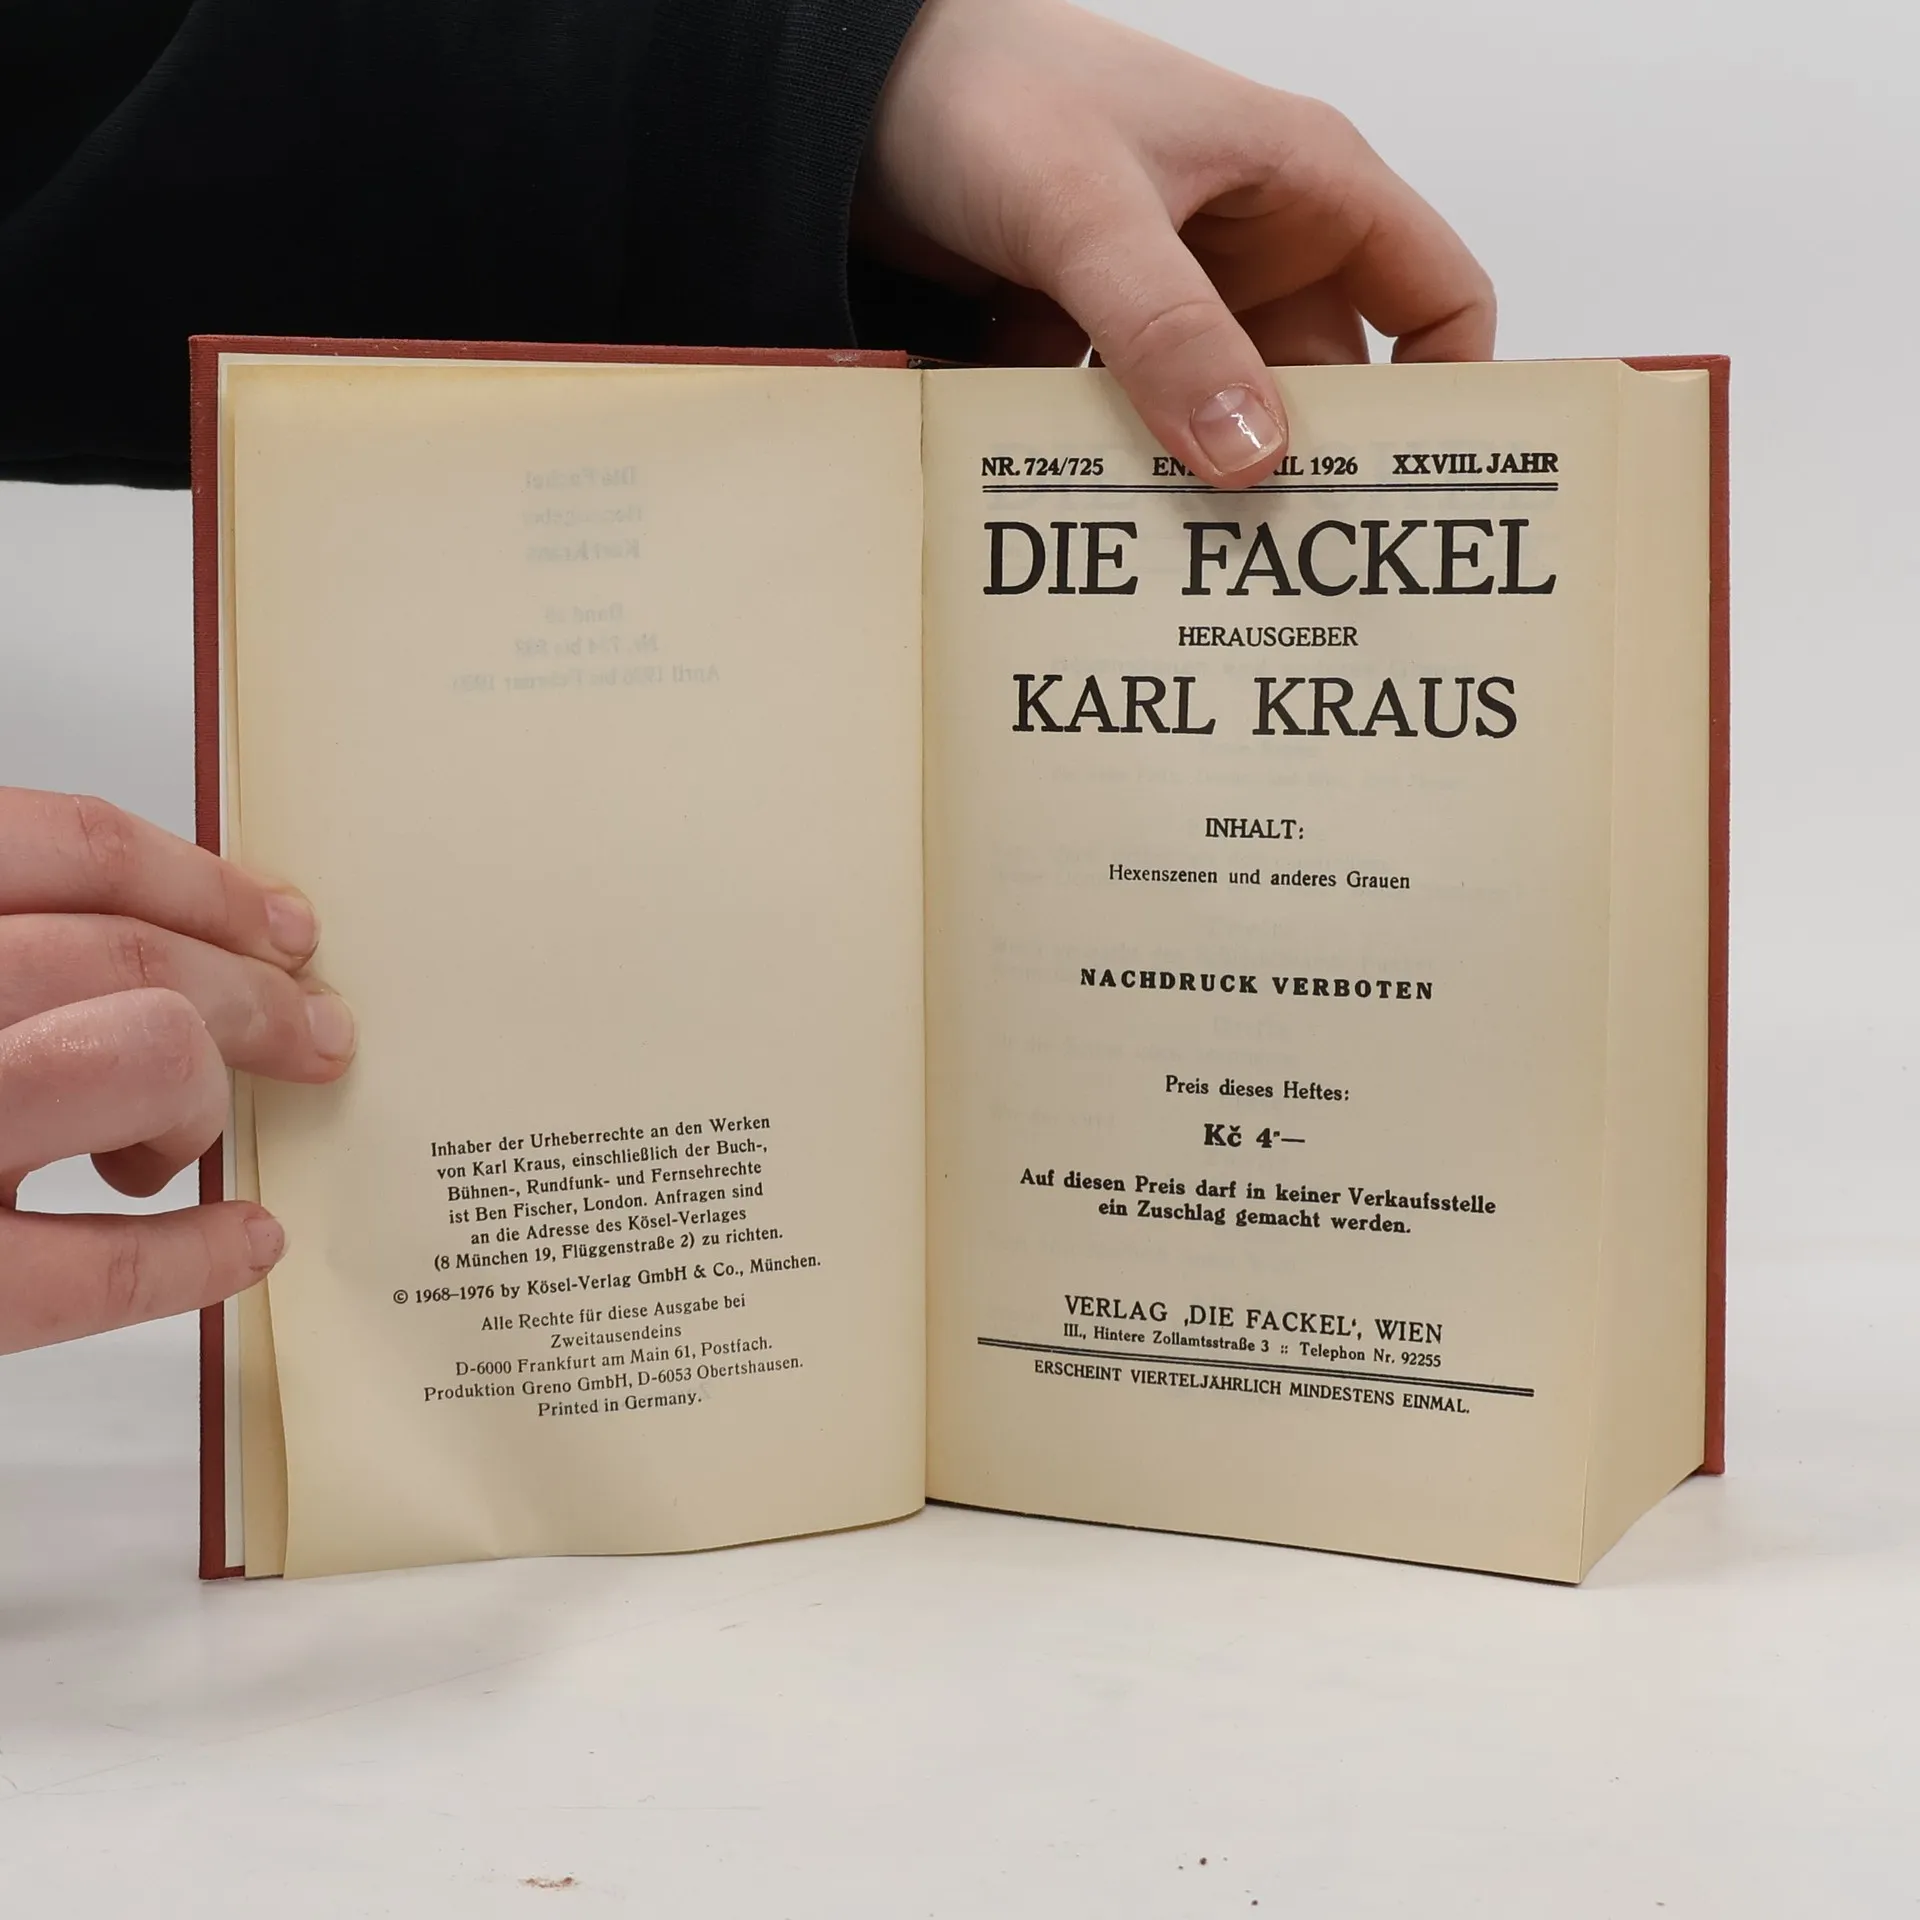 Inhaber der Urheberrechte an den Werken
von Karl Kraus, einschließlich der Buch-,
Bühnen-, Rundfunk- und Fernsehrechte
ist Ben Fischer, London. Anfragen sind
an die Adresse des Kösel-Verlages
(8 München 19, Flüggenstraße 2) zu richten.
© 1968–1976 by Kösel-Verlag GmbH & Co., München.
Alle Rechte für diese Ausgabe bei
Zweitausendeins
D-6000 Frankfurt am Main 61, Postfach.
Produktion Greno GmbH, D-6053 Obertshausen.
Printed in Germany.
NR. 724/725 1926 XXVIII. JAHR
DIE FACKEL
HERAUSGEBER
KARL KRAUS
INHALT:
Hexenszenen und anderes Grauen
NACHDRUCK VERBOTEN
Preis dieses Heftes:
Kč 4·—
Auf diesen Preis darf in keiner Verkaufsstelle
ein Zuschlag gemacht werden.
VERLAG ‚DIE FACKEL‘, WIEN
III., Hintere Zollamtsstraße 3 :: Telephon Nr. 92255
ERSCHEINT VIERTELJÄHRLICH MINDESTENS EINMAL.